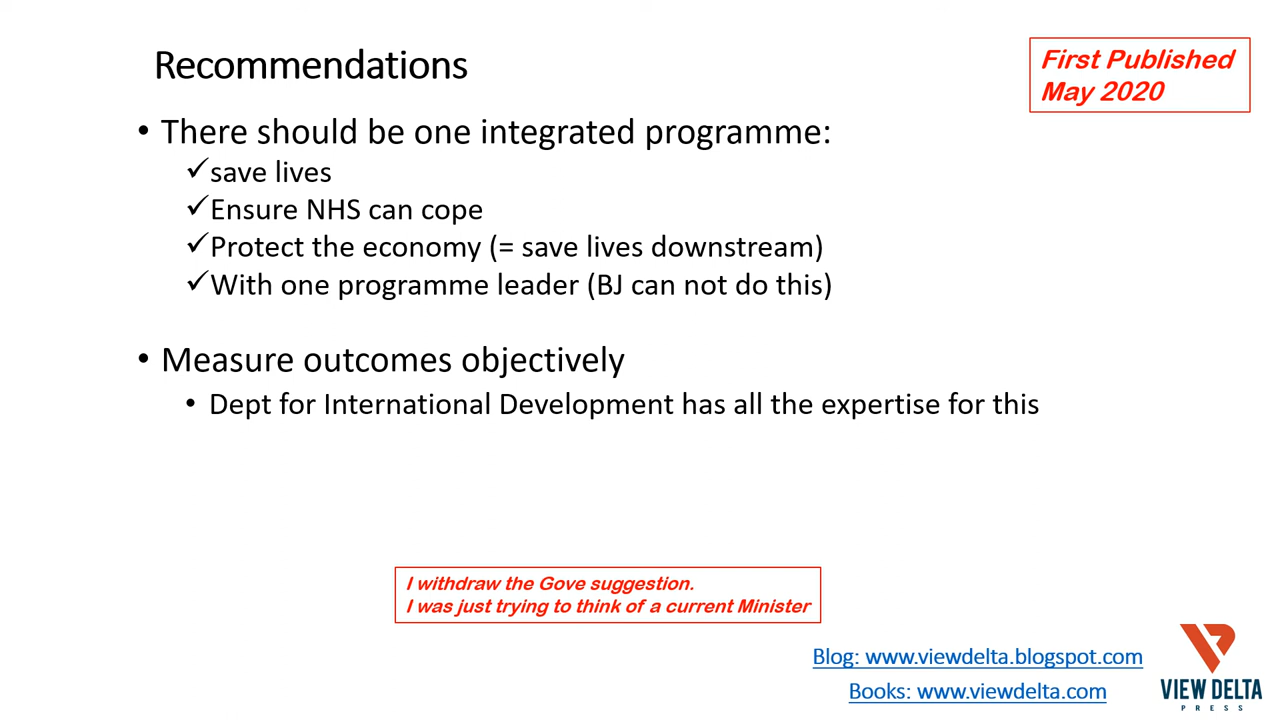 Recommendations
First Published
May 2020
• There should be one integrated programme:
✓save lives
✓Ensure NHS can cope
✓Protect the economy (= save lives downstream)
✓With one programme leader (BJ can not do this)
• Measure outcomes objectively
• Dept for International Development has all the expertise for this
I withdraw the Gove suggestion.
I was just trying to think of a current Minister
Blog: www.viewdelta.blogspot.com
Books: www.viewdelta.com
VIEW DELTA
PRESS